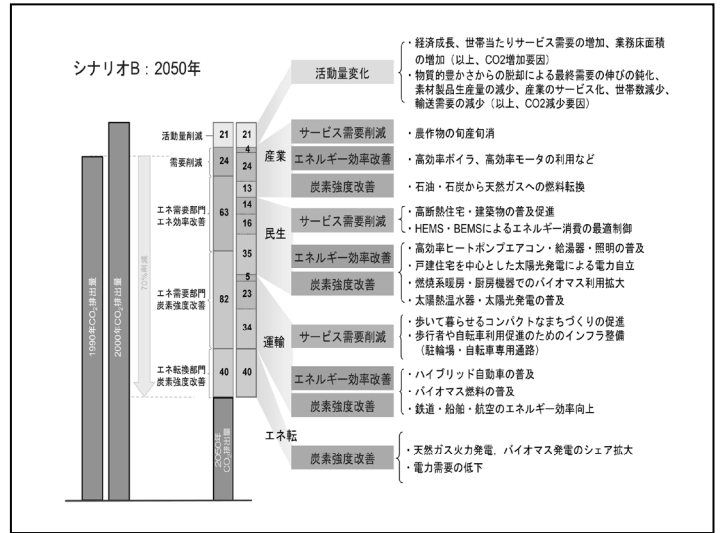 シナリオB：2050年
活動量削減
需要削減
エネ需要部門
エネ効率改善
エネ需要部門
炭素強度改善
エネ転換部門
炭素強度改善
1990年CO2排出量
2000年CO2排出量
70%削減
21
24
63
82
40
2050年
CO2排出量
21
4
24
13
14
16
35
5
23
34
40
活動量変化
・経済成長、世帯当たりサービス需要の増加、業務床面積
の増加（以上、CO2増加要因）
・物質的豊かさからの脱却による最終需要の伸びの鈍化、
素材製品生産量の減少、産業のサービス化、世帯数減少、
輸送需要の減少（以上、CO2減少要因）
産業
サービス需要削減
・農作物の旬産旬消
エネルギー効率改善
・高効率ボイラ、高効率モータの利用など
炭素強度改善
・石油・石炭から天然ガスへの燃料転換
民生
サービス需要削減
・高断熱住宅・建築物の普及促進
・HEMS・BEMSによるエネルギー消費の最適制御
エネルギー効率改善
炭素強度改善
・高効率ヒートポンプエアコン・給湯器・照明の普及
・戸建住宅を中心とした太陽光発電による電力自立
・燃焼系暖房・厨房機器でのバイオマス利用拡大
・太陽熱温水器・太陽光発電の普及
運輸
サービス需要削減
・歩いて暮らせるコンパクトなまちづくりの促進
・歩行者や自転車利用促進のためのインフラ整備
（駐輪場・自転車専用通路）
エネルギー効率改善
炭素強度改善
・ハイブリッド自動車の普及
・バイオマス燃料の普及
・鉄道・船舶・航空のエネルギー効率向上
エネ転
炭素強度改善
・天然ガス火力発電，バイオマス発電のシェア拡大
・電力需要の低下